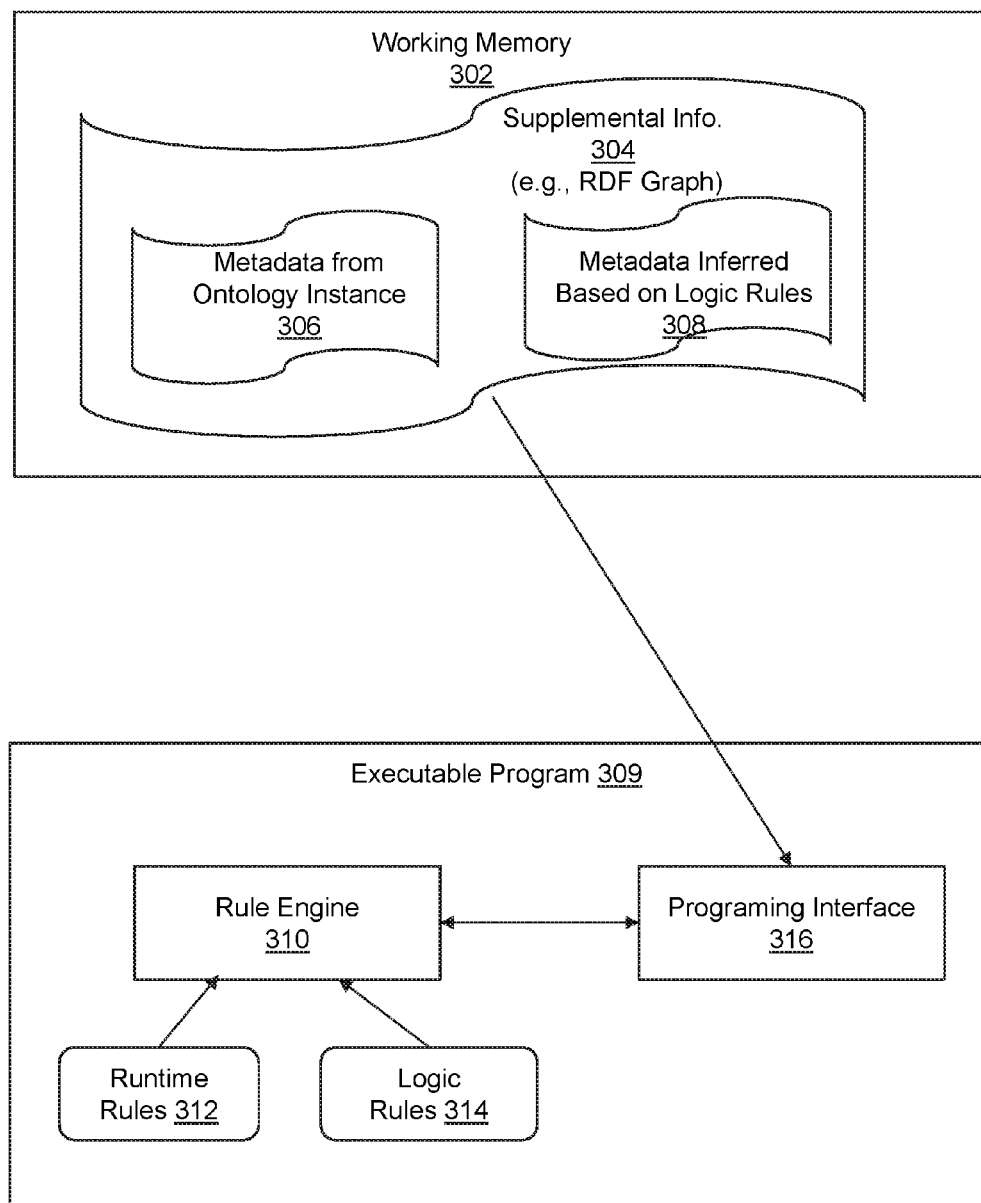 Working Memory
302
Supplemental Info.
304
(e.g., RDF Graph)
Metadata from
Ontology Instance
306
Metadata Inferred
Based on Logic Rules
308
Executable Program 309
Rule Engine
310
Programing Interface
316
Runtime
Rules 312
Logic
Rules 314